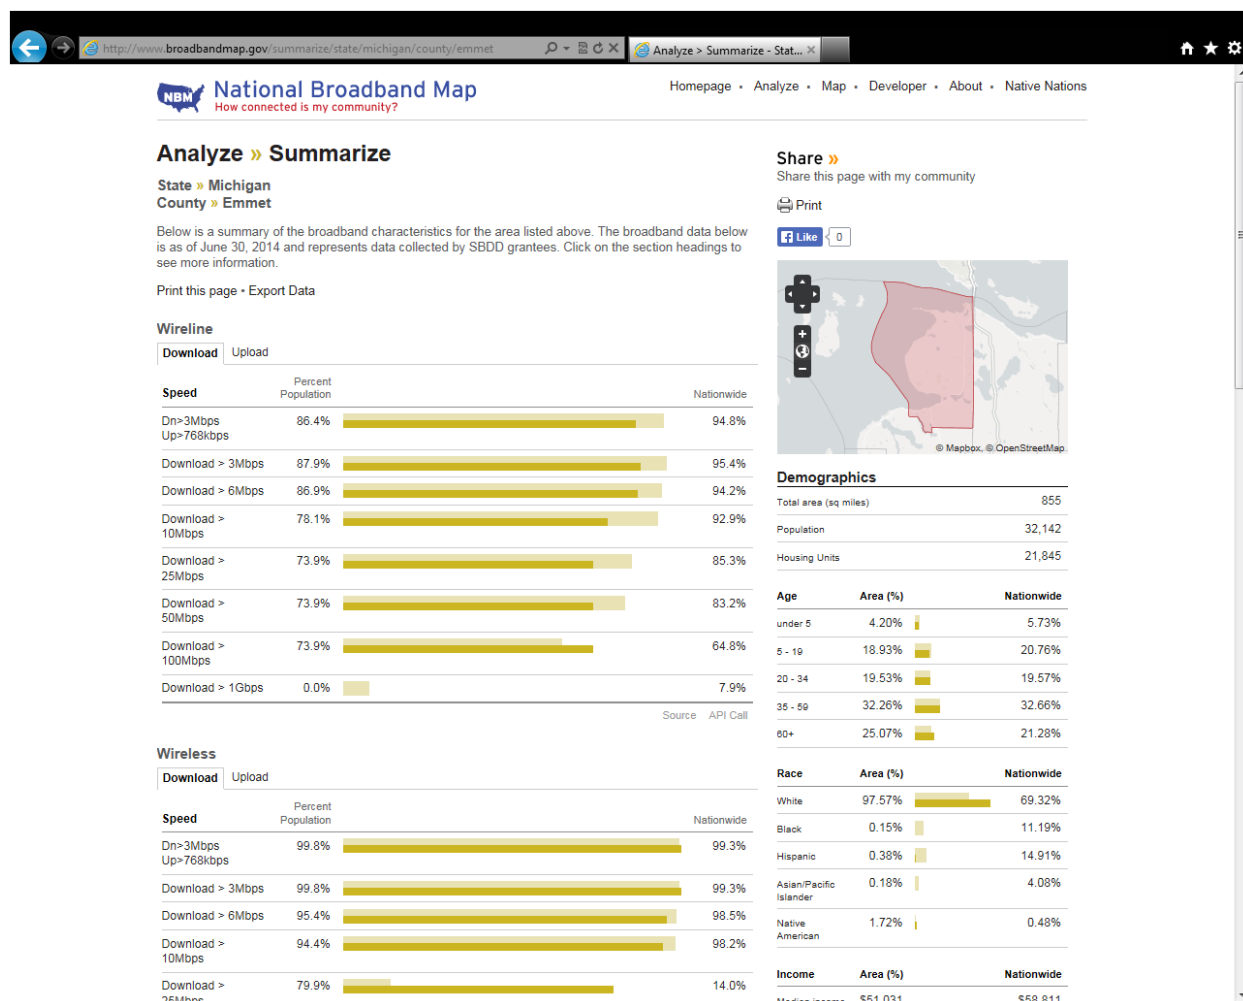 http://www.broadbandmap.gov/summarize/state/michigan/county/emmet
Analyze > Summarize - Stat...
NBM
National Broadband Map
How connected is my community?
Homepage • Analyze • Map • Developer • About • Native Nations
Analyze » Summarize
State » Michigan
County » Emmet
Below is a summary of the broadband characteristics for the area listed above. The broadband data below
is as of June 30, 2014 and represents data collected by SBDD grantees. Click on the section headings to
see more information.
Print this page • Export Data
Wireline
Download Upload
Speed Percent Population Nationwide
Dn>3Mbps Up>768kbps 86.4% 94.8%
Download > 3Mbps 87.9% 95.4%
Download > 6Mbps 86.9% 94.2%
Download > 10Mbps 78.1% 92.9%
Download > 25Mbps 73.9% 85.3%
Download > 50Mbps 73.9% 83.2%
Download > 100Mbps 73.9% 64.8%
Download > 1Gbps 0.0% 7.9%
Source API Call
Wireless
Download Upload
Speed Percent Population Nationwide
Dn>3Mbps Up>768kbps 99.8% 99.3%
Download > 3Mbps 99.8% 99.3%
Download > 6Mbps 95.4% 98.5%
Download > 10Mbps 94.4% 98.2%
Download > 25Mbps 79.9% 14.0%
Share »
Share this page with my community
Print
Like 0
© Mapbox, © OpenStreetMap
Demographics
Total area (sq miles) 855
Population 32,142
Housing Units 21,845
Age Area (%) Nationwide
under 5 4.20% 5.73%
5 - 19 18.93% 20.76%
20 - 34 19.53% 19.57%
35 - 59 32.26% 32.66%
60+ 25.07% 21.28%
Race Area (%) Nationwide
White 97.57% 69.32%
Black 0.15% 11.19%
Hispanic 0.38% 14.91%
Asian/Pacific Islander 0.18% 4.08%
Native American 1.72% 0.48%
Income Area (%) Nationwide
Median income $51,031 $58,811